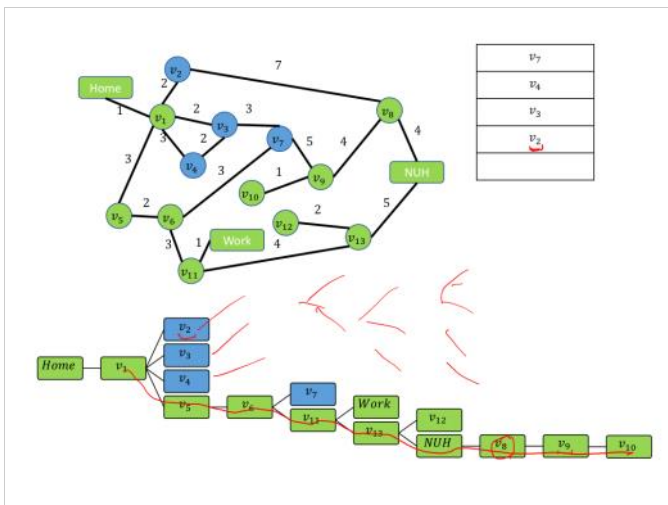 v₂
7
v₇
Home
2
v₈
v₄
1
v₁
2
v₃
3
v₃
3
2
v₇
5
4
4
v₂
v₄
3
3
1
v₉
NUH
v₁₀
v₅
2
v₆
v₁₂
2
5
3
1
Work
4
v₁₃
v₁₁
v₂
Home
v₁
v₃
v₄
v₇
v₅
v₆
v₁₁
Work
v₁₃
v₁₂
NUH
v₈
v₉
v₁₀